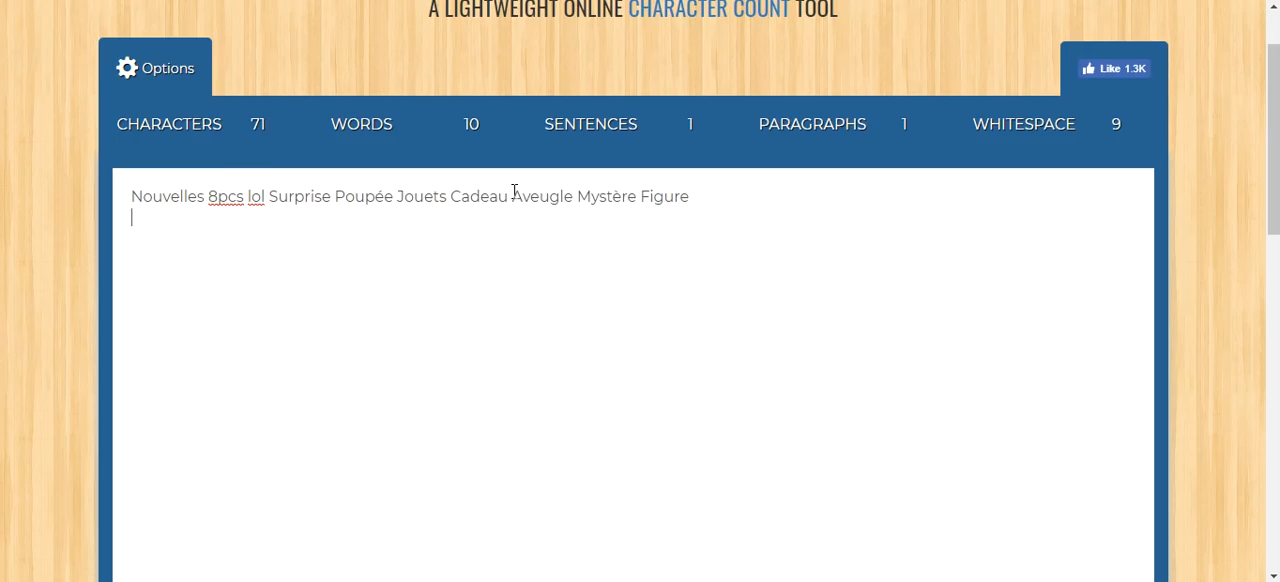 A LIGHTWEIGHT ONLINE CHARACTER COUNT TOOL
Options
Like 1.3K
CHARACTERS 71 WORDS 10 SENTENCES 1 PARAGRAPHS 1 WHITESPACE 9
Nouvelles 8pcs lol Surprise Poupée Jouets Cadeau Aveugle Mystère Figure